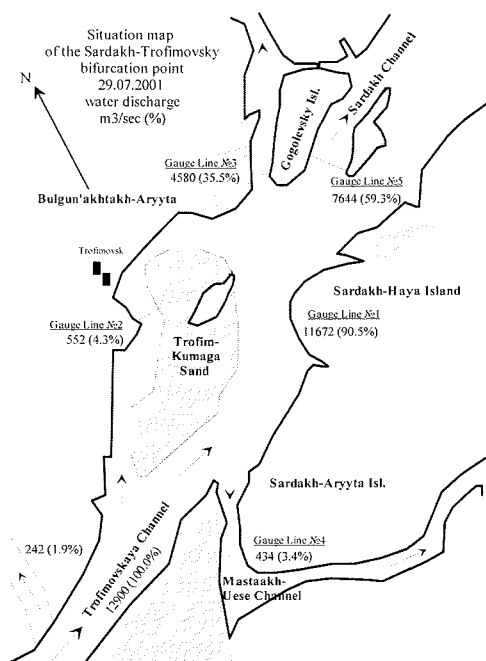 Situation map
of the Sardakh-Trofimovsky
bifurcation point
29.07.2001
water discharge
m3/sec (%)
N
Gogolevsky Isl.
Sardakh Channel
Gauge Line №3
4580 (35.5%)
Gauge Line №5
7644 (59.3%)
Bulgun'akhtakh-Aryyta
Trofimovsk
Sardakh-Haya Island
Gauge Line №1
11672 (90.5%)
Gauge Line №2
552 (4.3%)
Trofim-
Kumaga
Sand
Sardakh-Aryyta Isl.
Gauge Line №4
434 (3.4%)
242 (1.9%)
Trofimovskaya Channel
12900 (100.0%)
Mastaakh-
Uese Channel